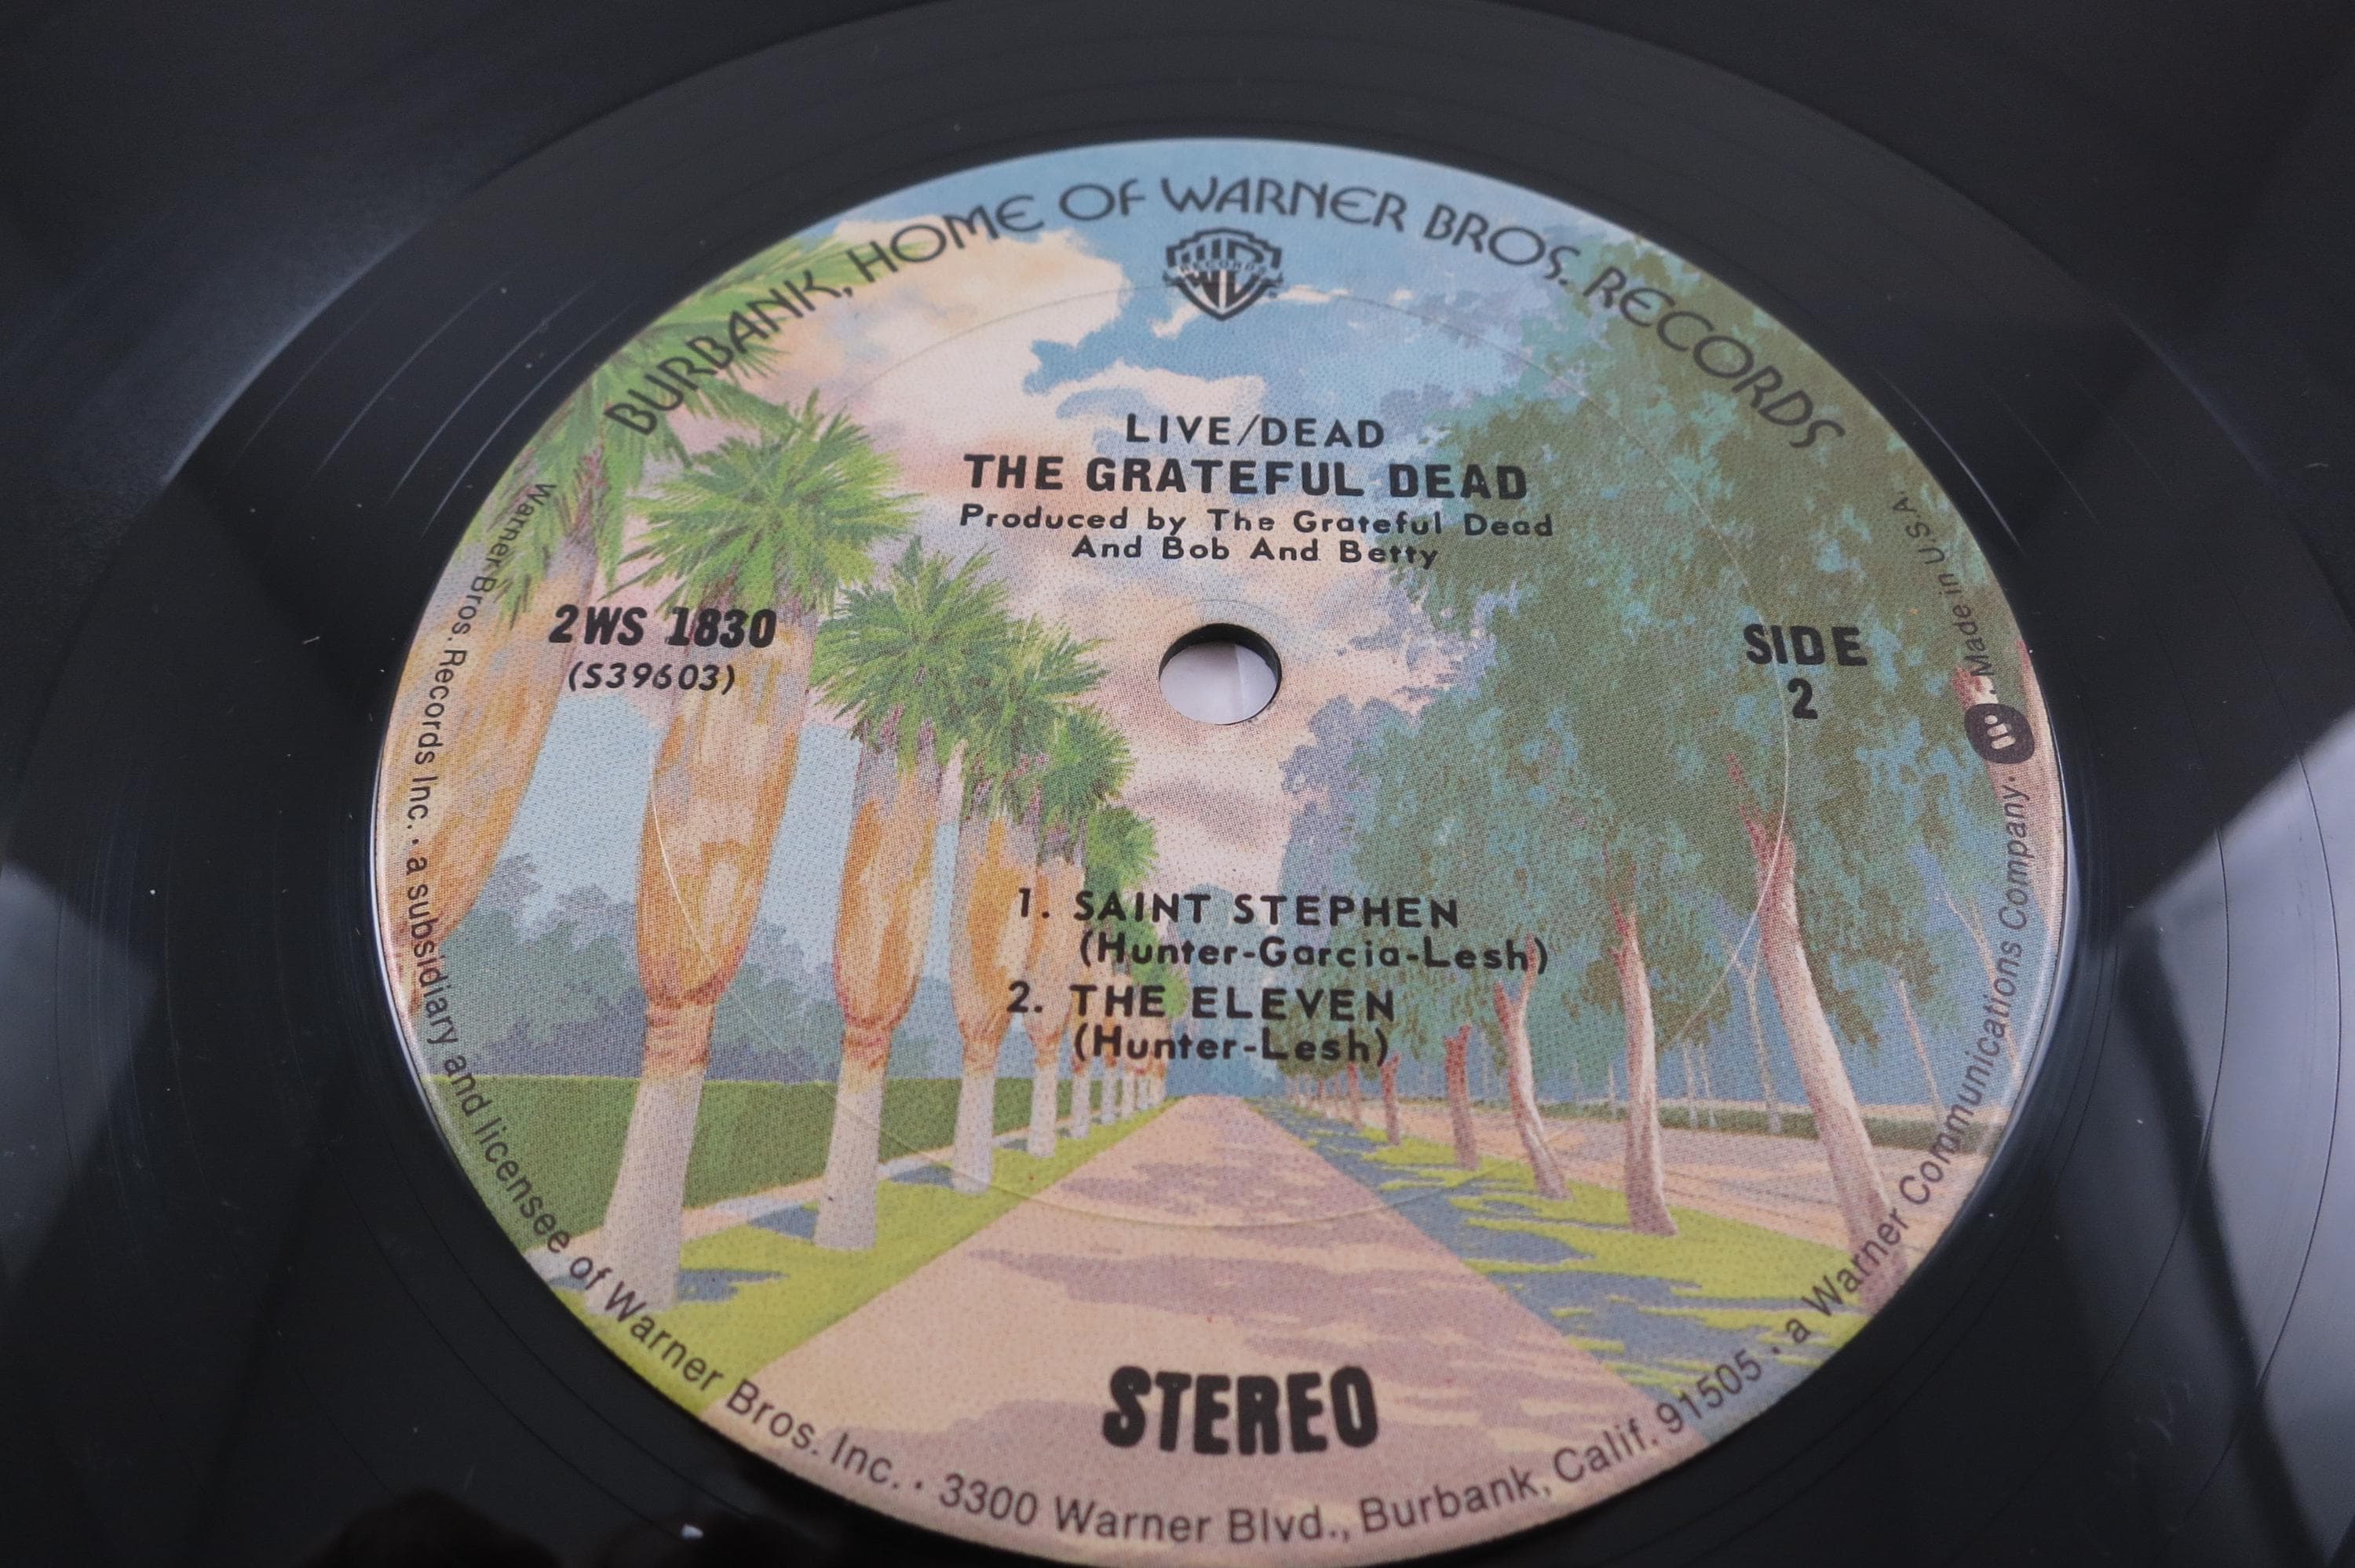 BURBANK, HOME OF WARNER BROS. RECORDS
RECORDS
LIVE/DEAD
THE GRATEFUL DEAD
Produced by The Grateful Dead
And Bob And Betty
2WS 1830
(S39603)
SIDE
2
1. SAINT STEPHEN
(Hunter-Garcia-Lesh)
2. THE ELEVEN
(Hunter-Lesh)
STEREO
Warner Bros. Records Inc. · a subsidiary and licensee of Warner Bros. Inc. · 3300 Warner Blvd., Burbank, Calif. 91505 · a Warner Communications Company. · Made in U.S.A.